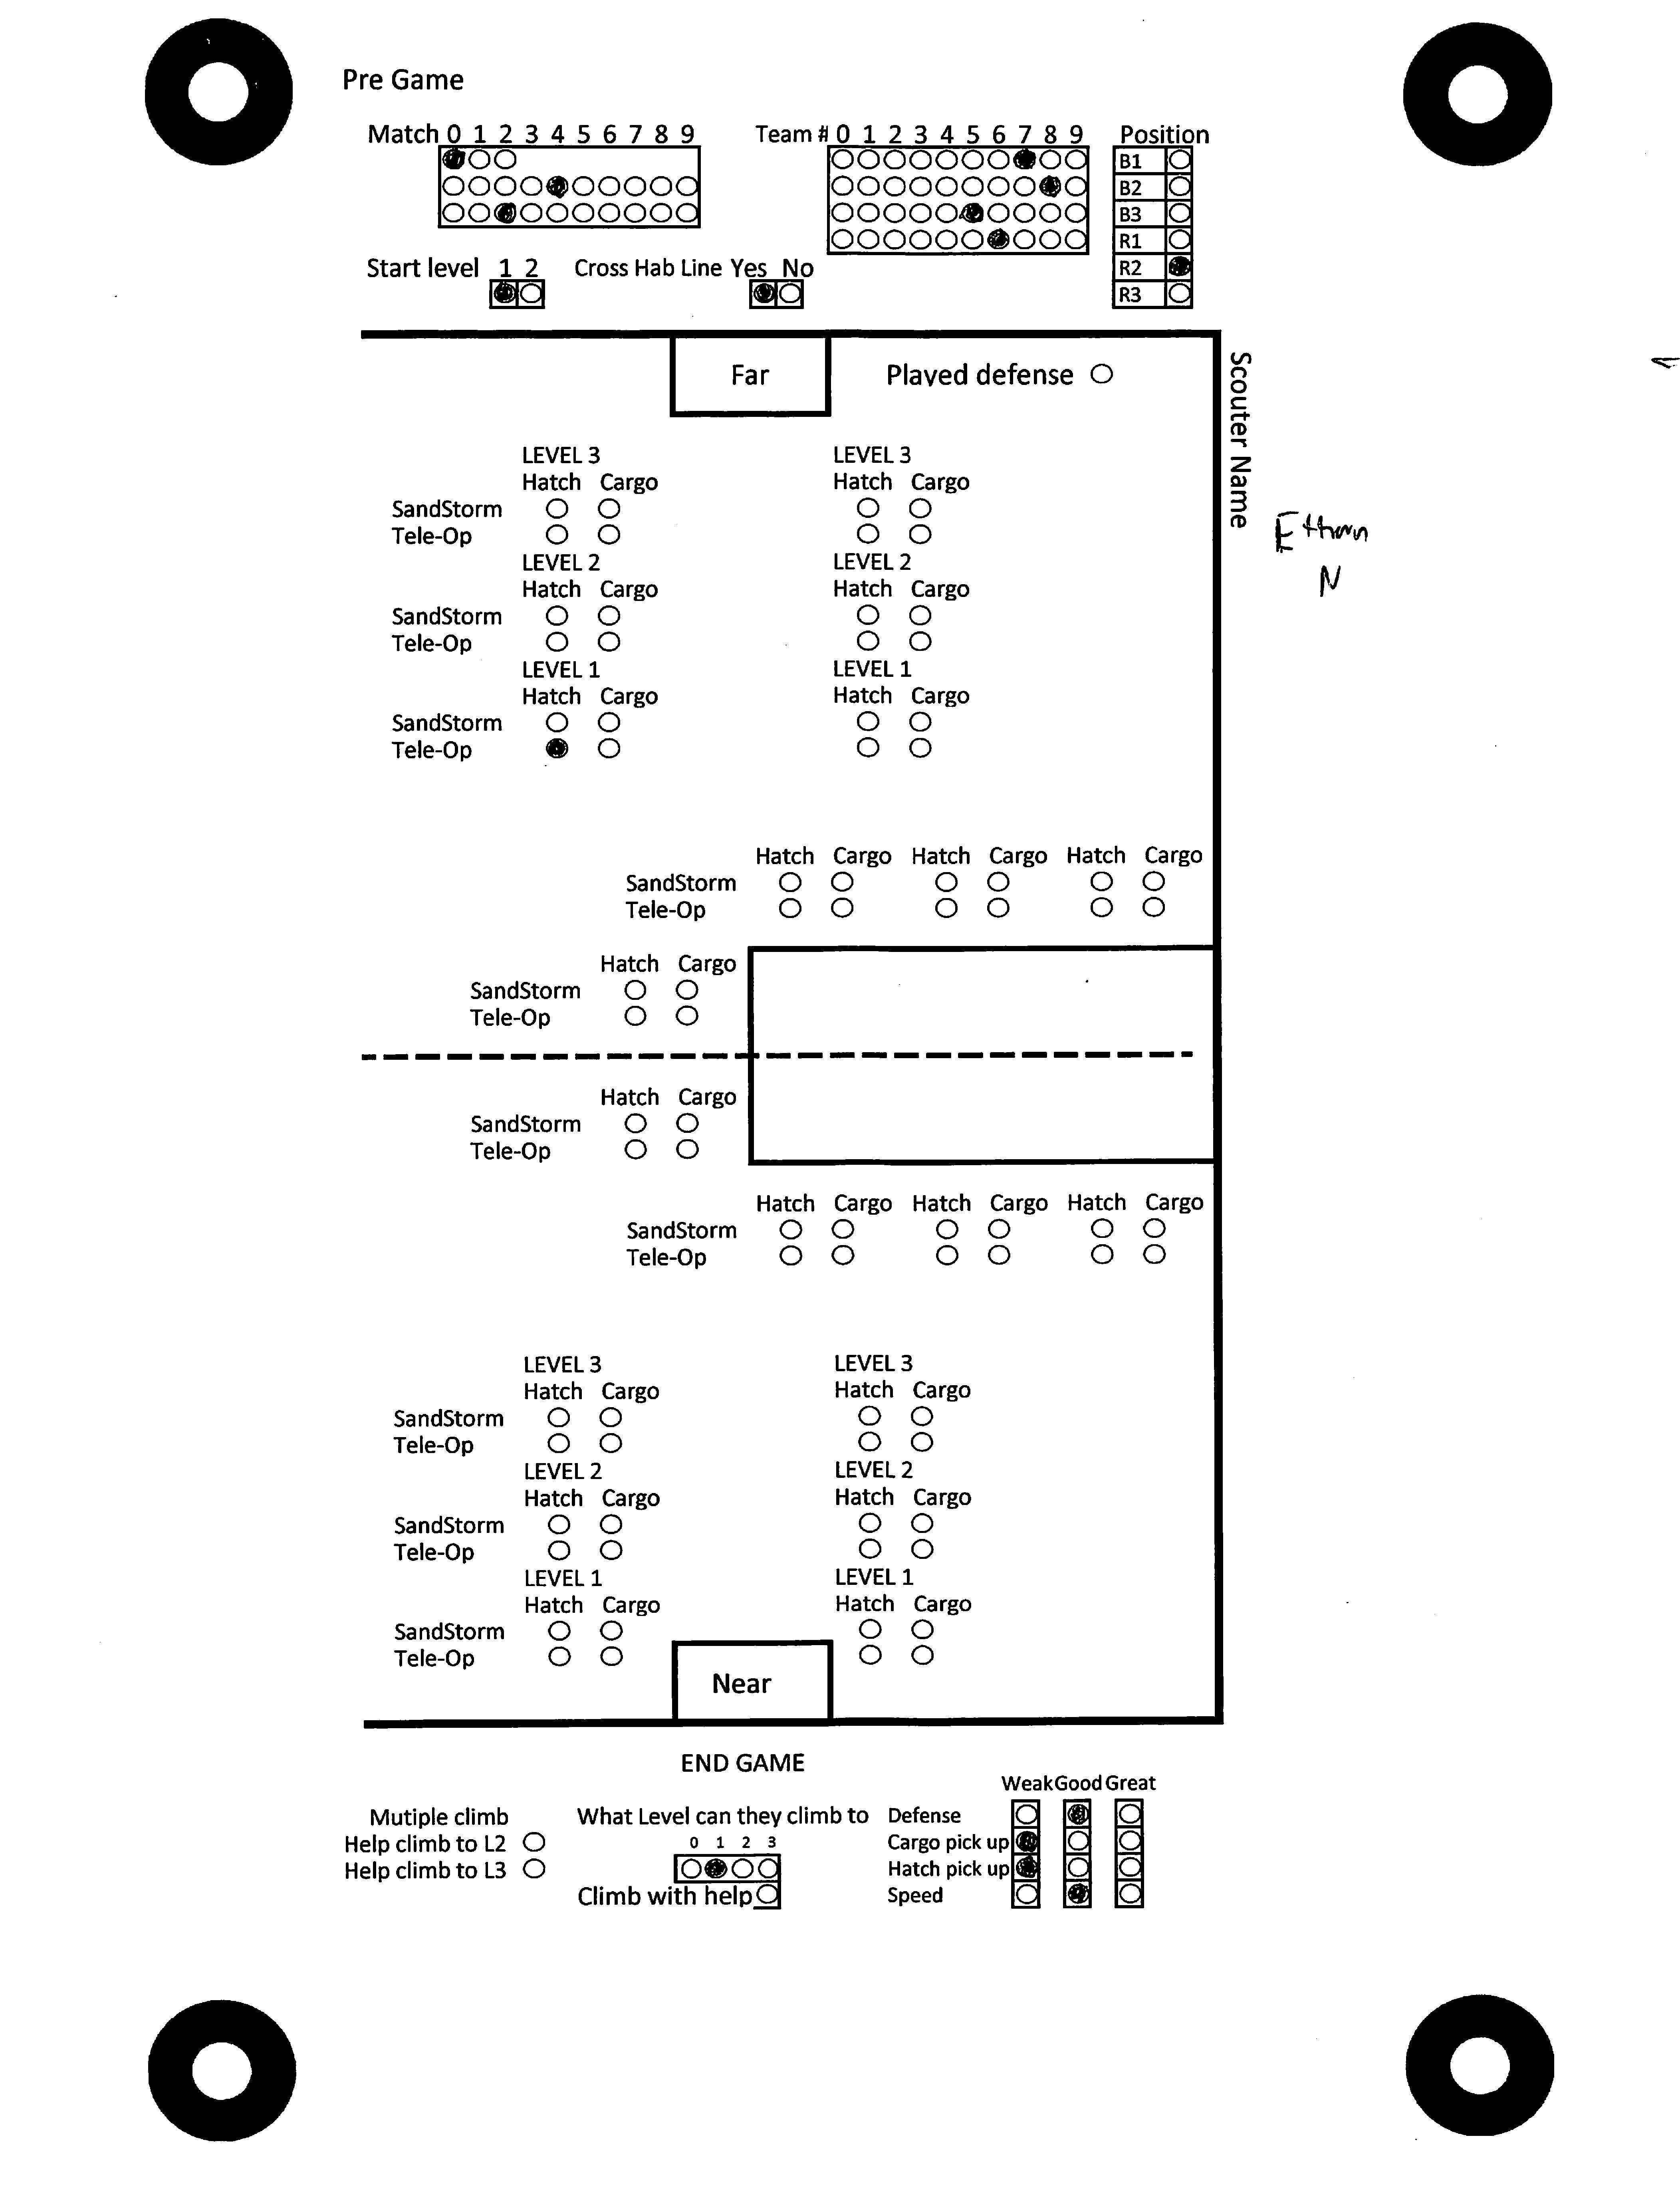 Pre Game
Match 0 1 2 3 4 5 6 7 8 9
Team # 0 1 2 3 4 5 6 7 8 9
Position
B1
B2
B3
R1
R2
R3
Start level 1 2
Cross Hab Line Yes No
Far
Played defense
Scouter Name
Ethan
N
LEVEL 3 LEVEL 3
Hatch Cargo Hatch Cargo
SandStorm
Tele-Op
LEVEL 2 LEVEL 2
Hatch Cargo Hatch Cargo
SandStorm
Tele-Op
LEVEL 1 LEVEL 1
Hatch Cargo Hatch Cargo
SandStorm
Tele-Op
Hatch Cargo Hatch Cargo Hatch Cargo
SandStorm
Tele-Op
Hatch Cargo
SandStorm
Tele-Op
Hatch Cargo
SandStorm
Tele-Op
Hatch Cargo Hatch Cargo Hatch Cargo
SandStorm
Tele-Op
LEVEL 3 LEVEL 3
Hatch Cargo Hatch Cargo
SandStorm
Tele-Op
LEVEL 2 LEVEL 2
Hatch Cargo Hatch Cargo
SandStorm
Tele-Op
LEVEL 1 LEVEL 1
Hatch Cargo Hatch Cargo
SandStorm
Tele-Op
Near
END GAME
Mutiple climb
Help climb to L2
Help climb to L3
What Level can they climb to
0 1 2 3
Climb with help
Weak Good Great
Defense
Cargo pick up
Hatch pick up
Speed